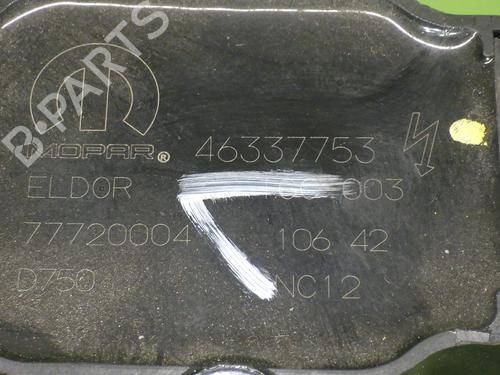 B-PARTS
MOPAR® 46337753
ELDOR 003
77720004 106 42
D750 NC12